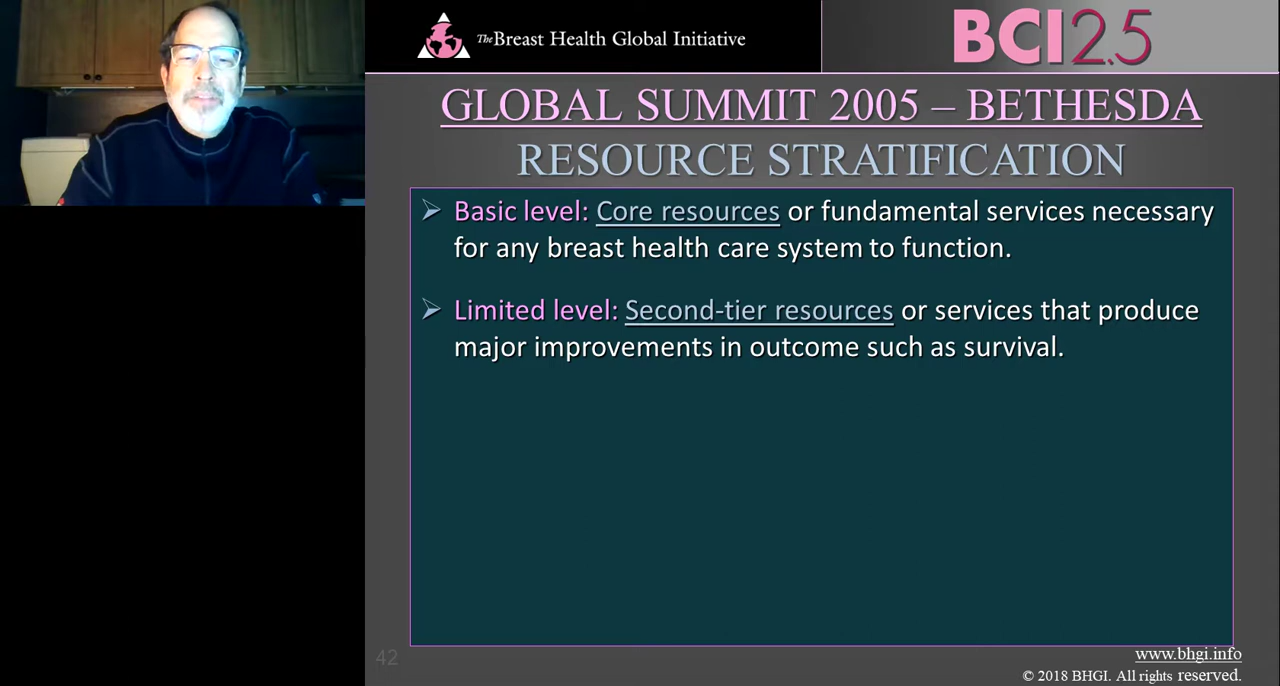 The Breast Health Global Initiative
BCI2.5
GLOBAL SUMMIT 2005 – BETHESDA
RESOURCE STRATIFICATION
Basic level: Core resources or fundamental services necessary
for any breast health care system to function.
Limited level: Second-tier resources or services that produce
major improvements in outcome such as survival.
42
www.bhgi.info
© 2018 BHGI. All rights reserved.